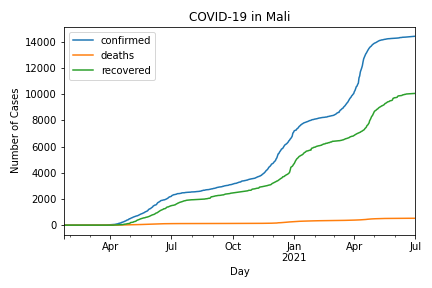 COVID-19 in Mali
confirmed
deaths
recovered
Number of Cases
14000
12000
10000
8000
6000
4000
2000
0
Apr Jul Oct Jan Apr Jul
2021
Day